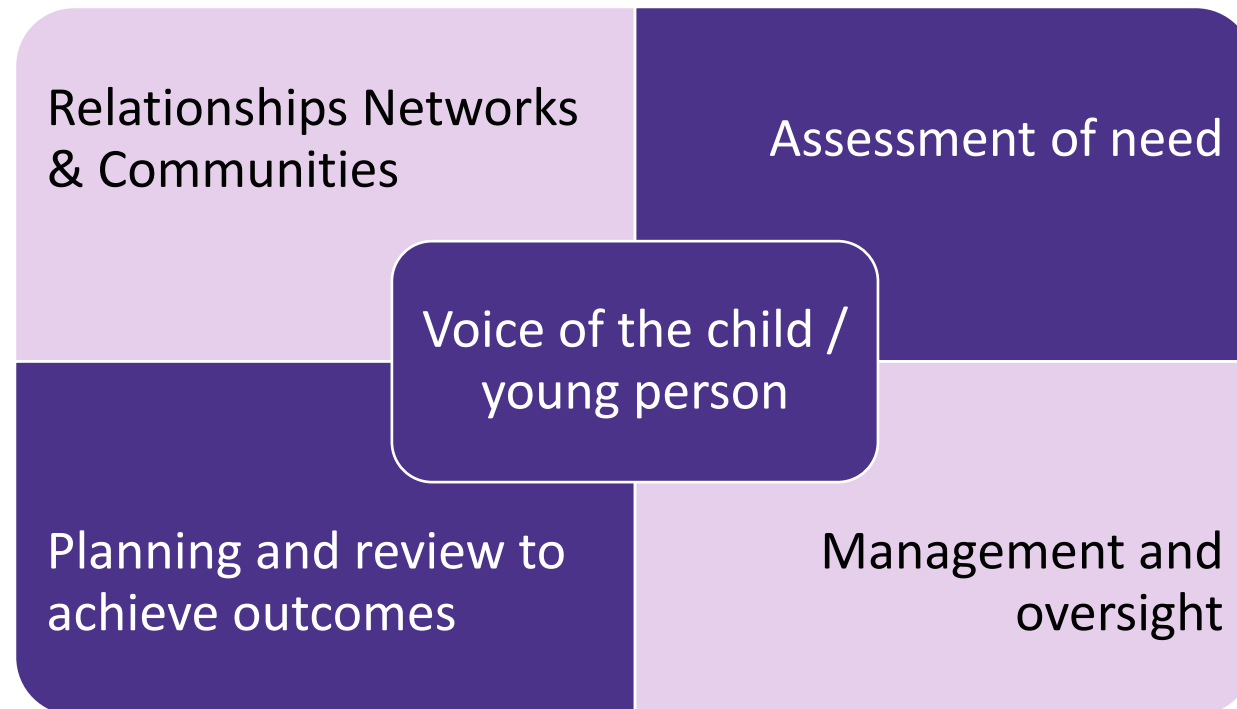 Relationships Networks
& Communities
Assessment of need
Voice of the child /
young person
Planning and review to
achieve outcomes
Management and
oversight